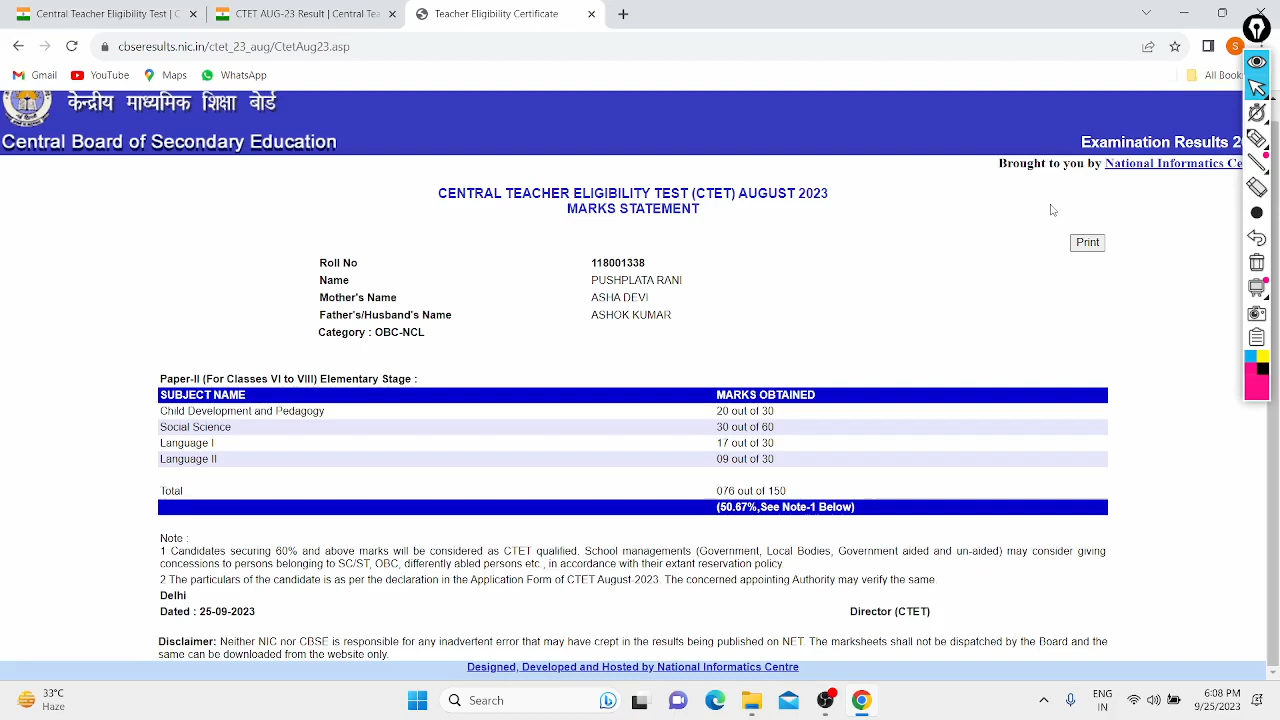 Central Teacher Eligibility Test | C
CTET AUG-23 Result | Central Tea
Teacher Eligibility Certificate
cbseresults.nic.in/ctet_23_aug/CtetAug23.asp
S
Gmail YouTube Maps WhatsApp All Book
केन्द्रीय माध्यमिक शिक्षा बोर्ड
Central Board of Secondary Education
Examination Results 2
Brought to you by National Informatics Ce
CENTRAL TEACHER ELIGIBILITY TEST (CTET) AUGUST 2023
MARKS STATEMENT
Print
Roll No 118001338
Name PUSHPLATA RANI
Mother's Name ASHA DEVI
Father's/Husband's Name ASHOK KUMAR
Category : OBC-NCL
Paper-II (For Classes VI to VIII) Elementary Stage :
SUBJECT NAME MARKS OBTAINED
Child Development and Pedagogy 20 out of 30
Social Science 30 out of 60
Language I 17 out of 30
Language II 09 out of 30
Total 076 out of 150
(50.67%,See Note-1 Below)
Note :
1 Candidates securing 60% and above marks will be considered as CTET qualified. School managements (Government, Local Bodies, Government aided and un-aided) may consider giving
concessions to persons belonging to SC/ST, OBC, differently abled persons etc., in accordance with their extant reservation policy.
2 The particulars of the candidate is as per the declaration in the Application Form of CTET August-2023. The concerned appointing Authority may verify the same.
Delhi
Dated : 25-09-2023 Director (CTET)
Disclaimer: Neither NIC nor CBSE is responsible for any inadvertent error that may have crept in the results being published on NET. The marksheets shall not be dispatched by the Board and the
same can be downloaded from the website only.
Designed, Developed and Hosted by National Informatics Centre
33°C
Haze
Search
ENG
IN
6:08 PM
9/25/2023